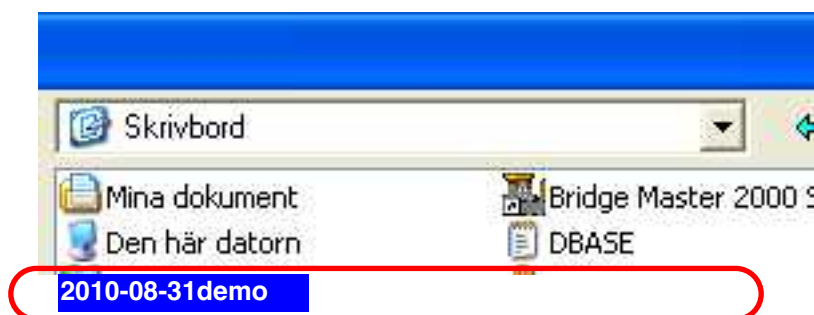 Skrivbord
Mina dokument
Bridge Master 2000 S
Den här datorn
DBASE
2010-08-31demo